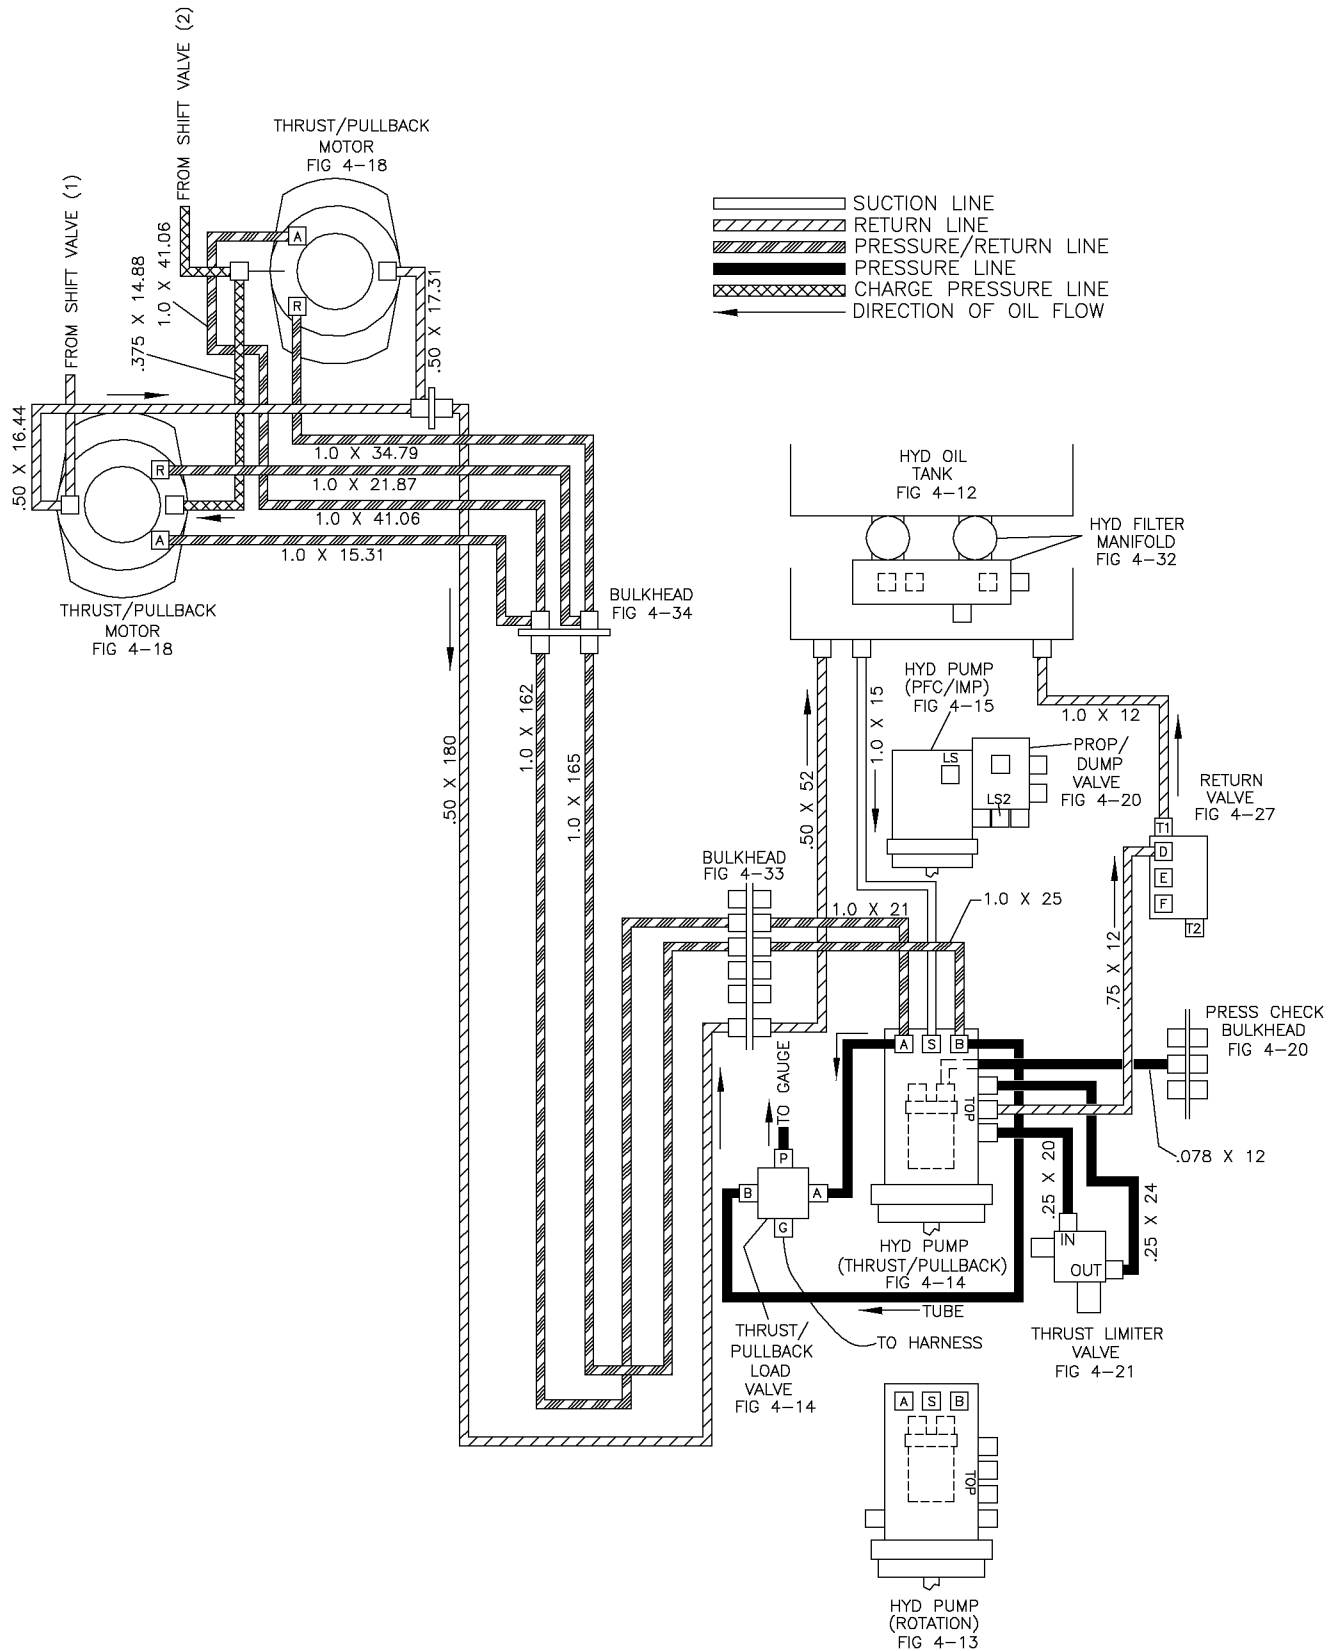 FROM SHIFT VALVE (2)
FROM SHIFT VALVE (1)
THRUST/PULLBACK
MOTOR
FIG 4-18
A
R
.375 X 14.88
1.0 X 41.06
.50 X 17.31
SUCTION LINE
RETURN LINE
PRESSURE/RETURN LINE
PRESSURE LINE
CHARGE PRESSURE LINE
DIRECTION OF OIL FLOW
.50 X 16.44
R
A
1.0 X 34.79
1.0 X 21.87
1.0 X 41.06
1.0 X 15.31
THRUST/PULLBACK
MOTOR
FIG 4-18
BULKHEAD
FIG 4-34
HYD OIL
TANK
FIG 4-12
HYD FILTER
MANIFOLD
FIG 4-32
.50 X 180
1.0 X 162
1.0 X 165
.50 X 52
1.0 X 15
HYD PUMP
(PFC/IMP)
FIG 4-15
LS
LS2
PROP/
DUMP
VALVE
FIG 4-20
1.0 X 12
RETURN
VALVE
FIG 4-27
T1
D
E
F
T2
BULKHEAD
FIG 4-33
1.0 X 21
1.0 X 25
.75 X 12
PRESS CHECK
BULKHEAD
FIG 4-20
.078 X 12
A
S
B
TOP
TO GAUGE
P
B
A
G
.25 X 20
.25 X 24
IN
OUT
HYD PUMP
(THRUST/PULLBACK)
FIG 4-14
TUBE
TO HARNESS
THRUST/
PULLBACK
LOAD
VALVE
FIG 4-14
THRUST LIMITER
VALVE
FIG 4-21
A
S
B
TOP
HYD PUMP
(ROTATION)
FIG 4-13